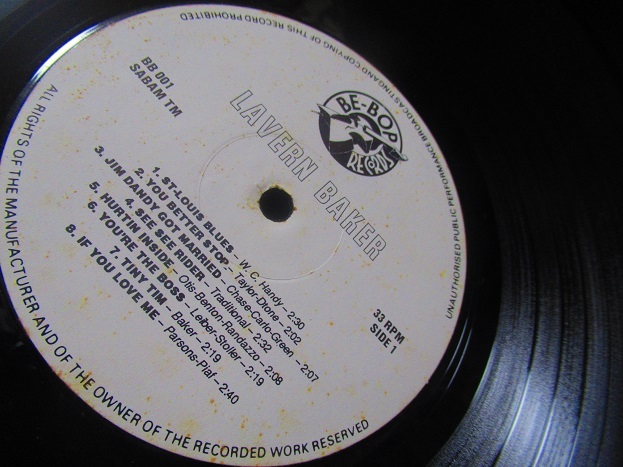 UNAUTHORISED PUBLIC PERFORMANCE BROADCASTING AND COPYING OF THIS RECORD PROHIBITED
BB 001
SABAM TM
BE-BOP
RECORDS
LAVERN BAKER
1. ST. LOUIS BLUES – W. C. Handy – 2:30
2. YOU BETTER STOP – Taylor-Dione – 2:02
3. JIM DANDY GOT MARRIED – Chase-Carlo-Green – 2:07
4. SEE SEE RIDER – Traditional – 2:32
5. HURTIN INSIDE – Otis-Benton-Randazzo – 2:08
6. YOU'RE THE BOSS – Leiber-Stoller – 2:19
7. TINY TIM – Baker – 2:19
8. IF YOU LOVE ME – Parsons-Piaf – 2:40
33 RPM
SIDE 1
ALL RIGHTS OF THE MANUFACTURER AND OF THE OWNER OF THE RECORDED WORK RESERVED